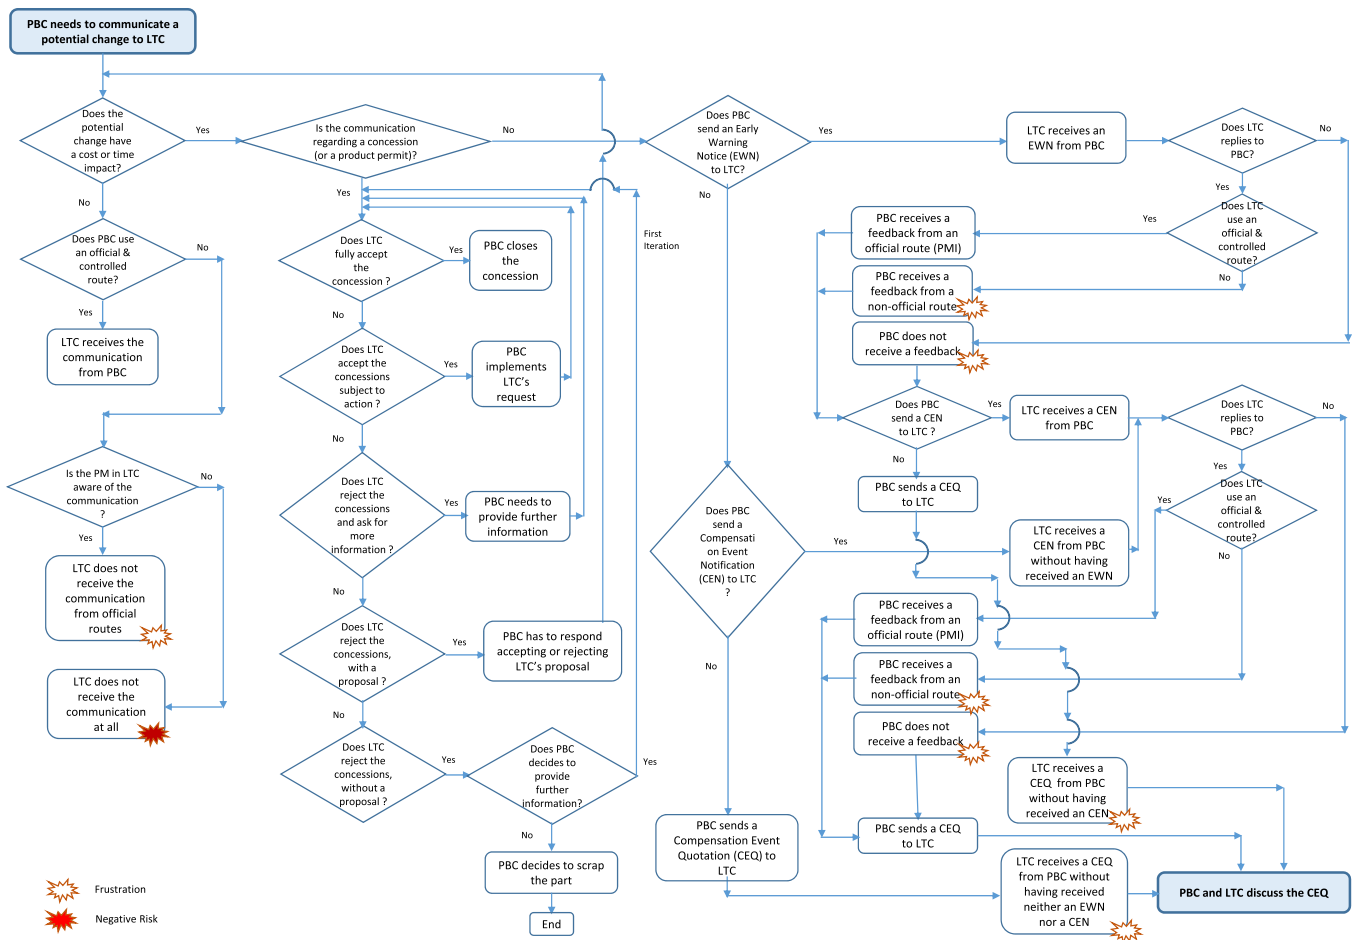 PBC needs to communicate a
potential change to LTC
Does the
potential
change have
a cost or time
impact?
Yes
No
Is the communication
regarding a concession
(or a product permit)?
No
Yes
Does PBC
send an Early
Warning
Notice (EWN)
to LTC?
Yes
No
LTC receives an
EWN from PBC
Does LTC
replies to
PBC?
No
Yes
Does PBC use
an official &
controlled
route?
No
Yes
LTC receives the
communication
from PBC
Is the PM in LTC
aware of the
communication
?
No
Yes
LTC does not
receive the
communication
from official
routes
LTC does not
receive the
communication
at all
Frustration
Negative Risk
Does LTC
fully accept
the
concession ?
Yes
No
PBC closes
the
concession
Does LTC
accept the
concessions
subject to
action ?
Yes
No
PBC
implements
LTC’s
request
Does LTC
reject the
concessions
and ask for
more
information ?
Yes
No
PBC needs to
provide further
information
Does LTC
reject the
concessions,
with a
proposal ?
Yes
No
PBC has to respond
accepting or rejecting
LTC’s proposal
Does LTC
reject the
concessions,
without a
proposal ?
Yes
Does PBC
decides to
provide
further
information?
Yes
No
First
Iteration
PBC decides to scrap
the part
End
Does LTC
use an
official &
controlled
route?
Yes
No
PBC receives a
feedback from an
official route (PMI)
PBC receives a
feedback from a
non-official route
PBC does not
receive a feedback
Does PBC
send a CEN
to LTC ?
Yes
No
LTC receives a CEN
from PBC
Does LTC
replies to
PBC?
No
Yes
PBC sends a CEQ
to LTC
Does LTC
use an
official &
controlled
route?
Yes
No
Does PBC
send a
Compensati
on Event
Notification
(CEN) to LTC
?
Yes
No
LTC receives a
CEN from PBC
without having
received an EWN
PBC receives a
feedback from an
official route (PMI)
PBC receives a
feedback from an
non-official route
PBC does not
receive a feedback
LTC receives a
CEQ from PBC
without having
received an CEN
PBC sends a
Compensation Event
Quotation (CEQ) to
LTC
PBC sends a CEQ
to LTC
LTC receives a CEQ
from PBC without
having received
neither an EWN
nor a CEN
PBC and LTC discuss the CEQ